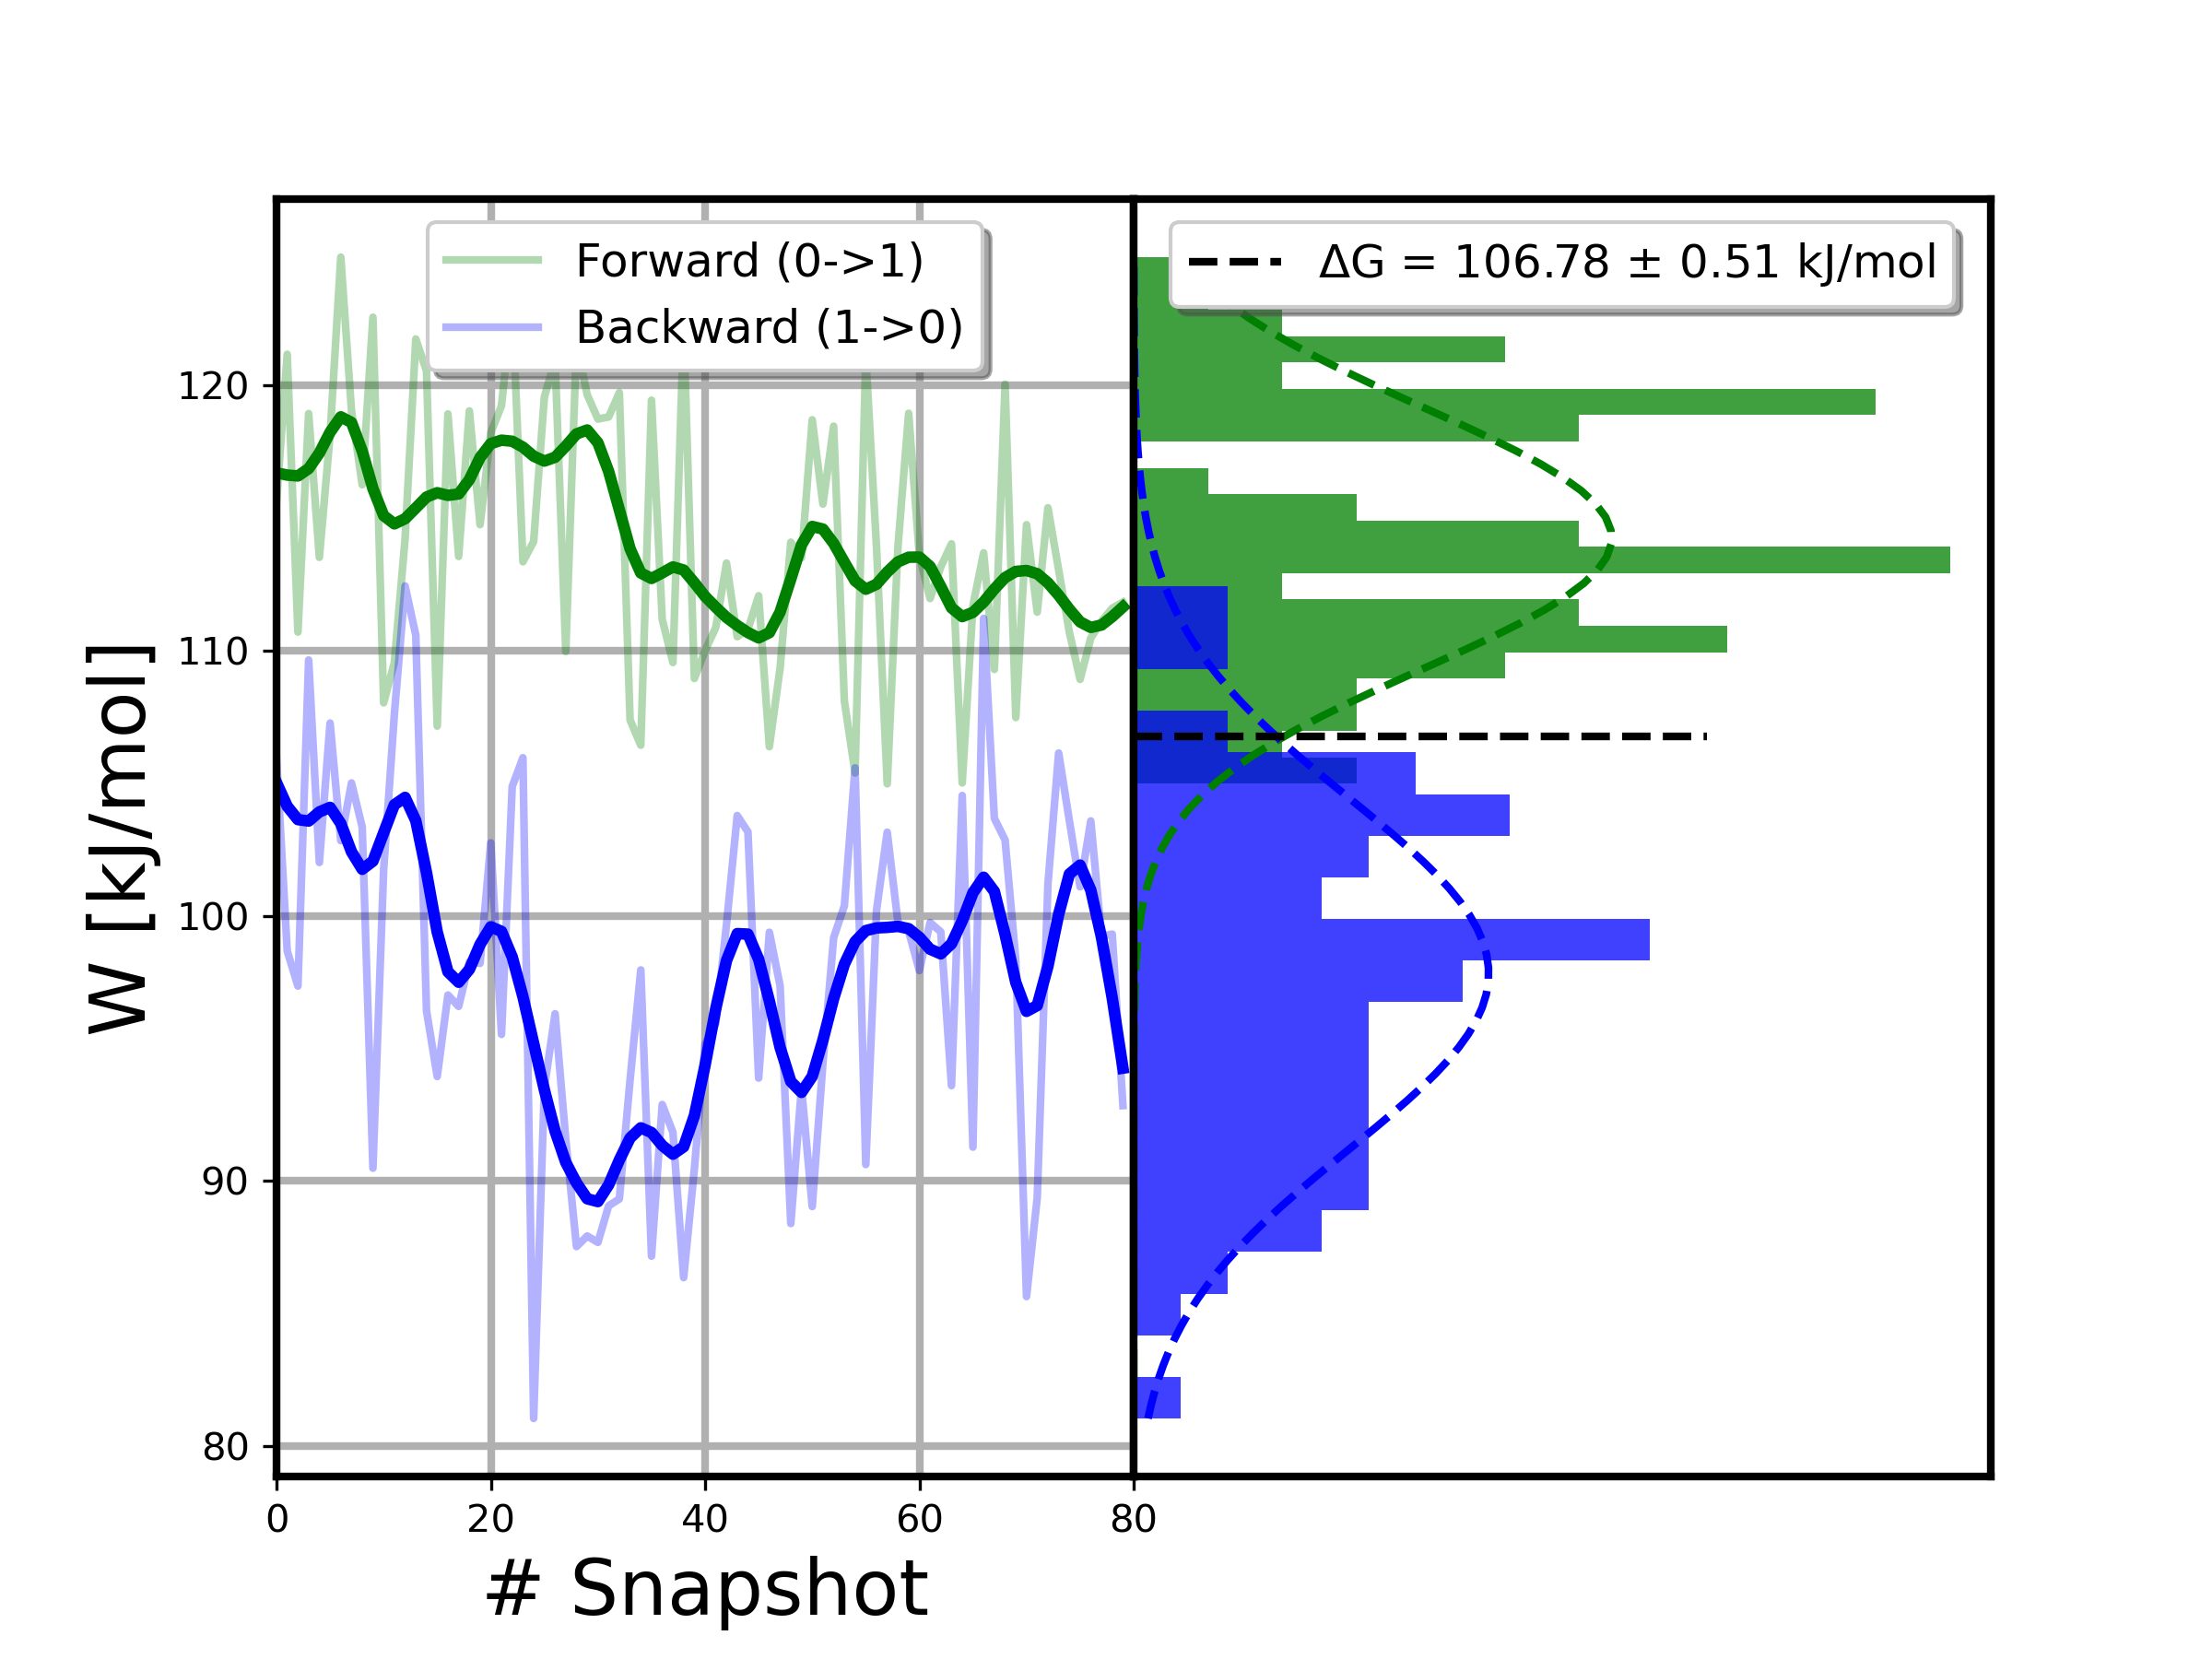 Forward (0->1)
Backward (1->0)
ΔG = 106.78 ± 0.51 kJ/mol
W [kJ/mol]
120
110
100
90
80
0 20 40 60 80
# Snapshot